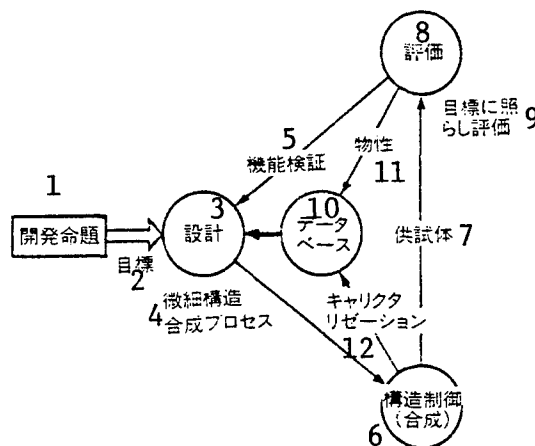 8
評価
目標に照
らし評価 9
5
機能検証
物性
11
1
開発命題
目標
2
3
設計
10
データ
ベース
供試体 7
4 微細構造
合成プロセス
キャリクタ
リゼーション
12
構造制御
(合成)
6